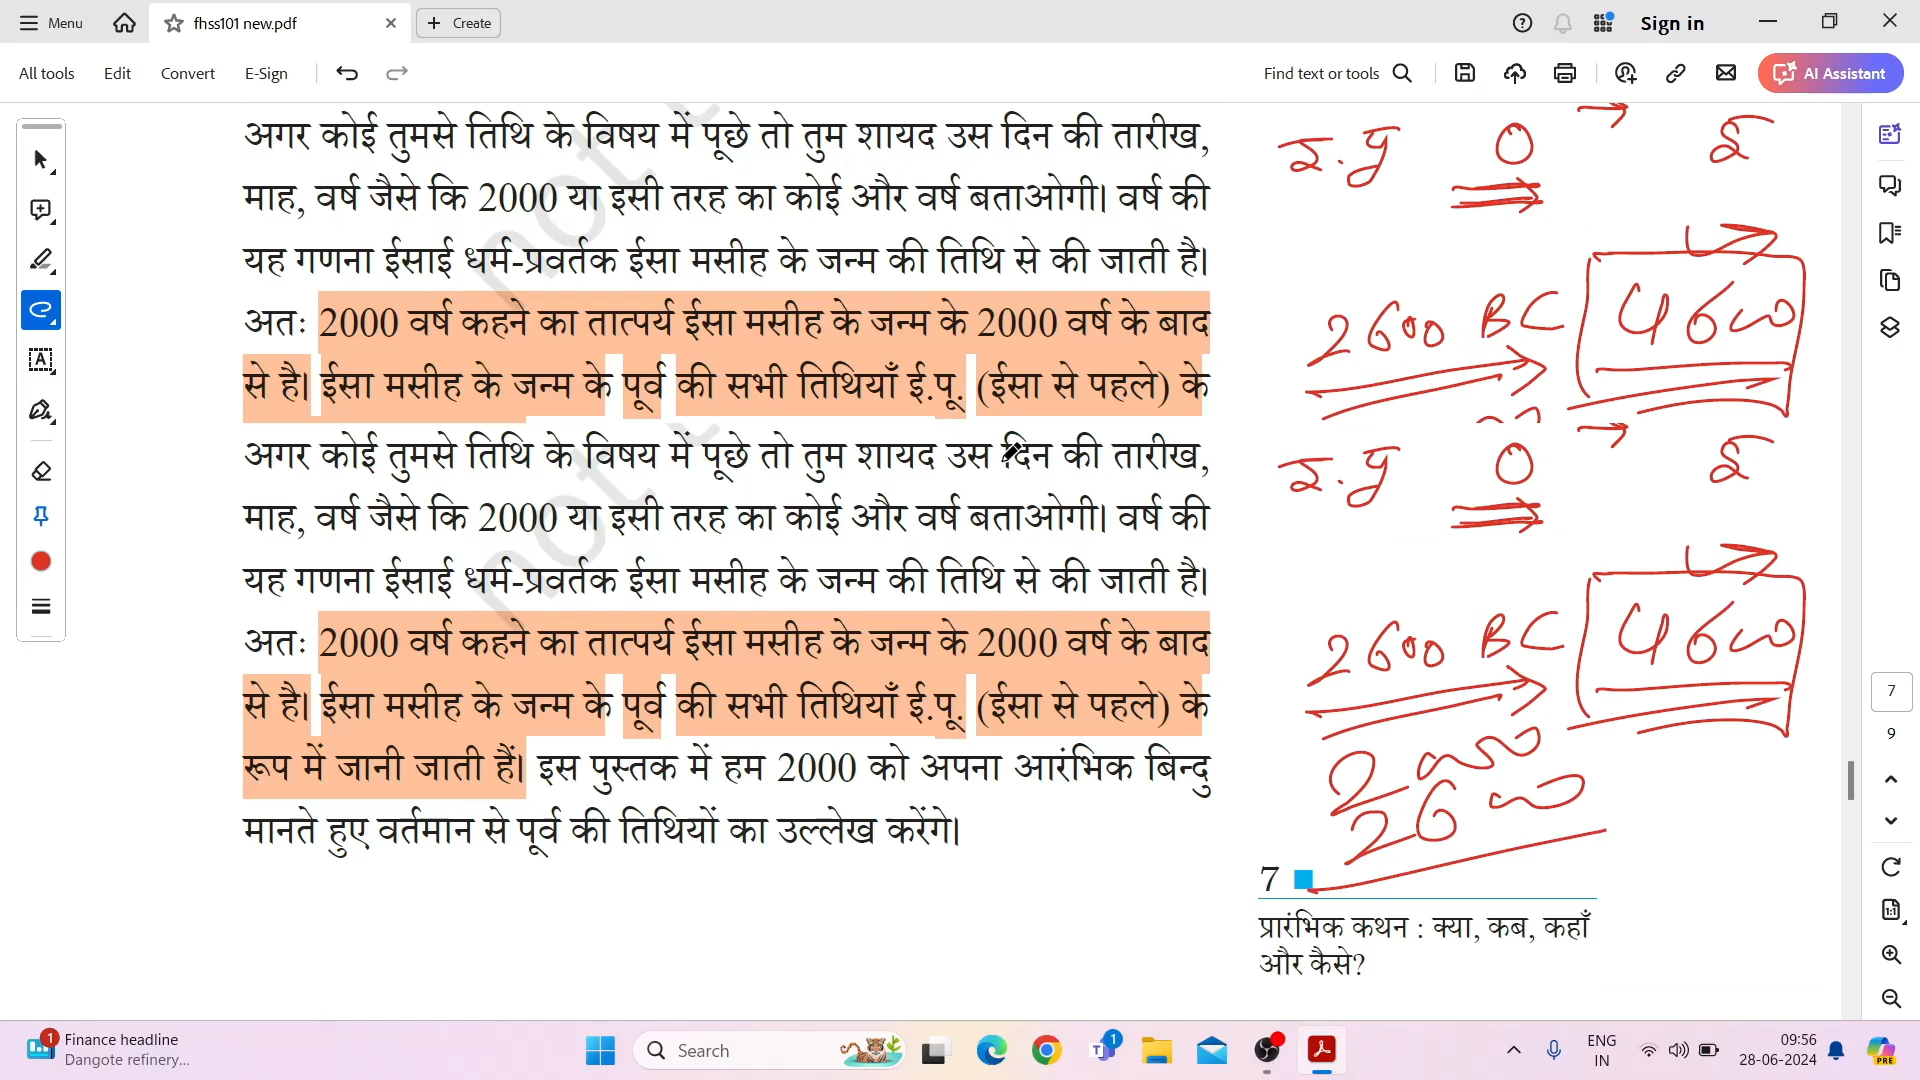 Menu
fhss101 new.pdf
Create
Sign in
All tools
Edit
Convert
E-Sign
Find text or tools
AI Assistant
अगर कोई तुमसे तिथि के विषय में पूछे तो तुम शायद उस दिन की तारीख,
माह, वर्ष जैसे कि 2000 या इसी तरह का कोई और वर्ष बताओगी। वर्ष की
यह गणना ईसाई धर्म-प्रवर्तक ईसा मसीह के जन्म की तिथि से की जाती है।
अतः 2000 वर्ष कहने का तात्पर्य ईसा मसीह के जन्म के 2000 वर्ष के बाद
से है। ईसा मसीह के जन्म के पूर्व की सभी तिथियाँ ई.पू. (ईसा से पहले) के
अगर कोई तुमसे तिथि के विषय में पूछे तो तुम शायद उस दिन की तारीख,
माह, वर्ष जैसे कि 2000 या इसी तरह का कोई और वर्ष बताओगी। वर्ष की
यह गणना ईसाई धर्म-प्रवर्तक ईसा मसीह के जन्म की तिथि से की जाती है।
अतः 2000 वर्ष कहने का तात्पर्य ईसा मसीह के जन्म के 2000 वर्ष के बाद
से है। ईसा मसीह के जन्म के पूर्व की सभी तिथियाँ ई.पू. (ईसा से पहले) के
रूप में जानी जाती हैं। इस पुस्तक में हम 2000 को अपना आरंभिक बिन्दु
मानते हुए वर्तमान से पूर्व की तिथियों का उल्लेख करेंगे।
not
not
इ.पू 0 ई
2600 BC 4600
इ.पू 0 ई
2600 BC 4600
2000
2600
7
प्रारंभिक कथन : क्या, कब, कहाँ
और कैसे?
7
9
1
Finance headline
Dangote refinery...
Search
1
ENG
IN
09:56
28-06-2024
PRE